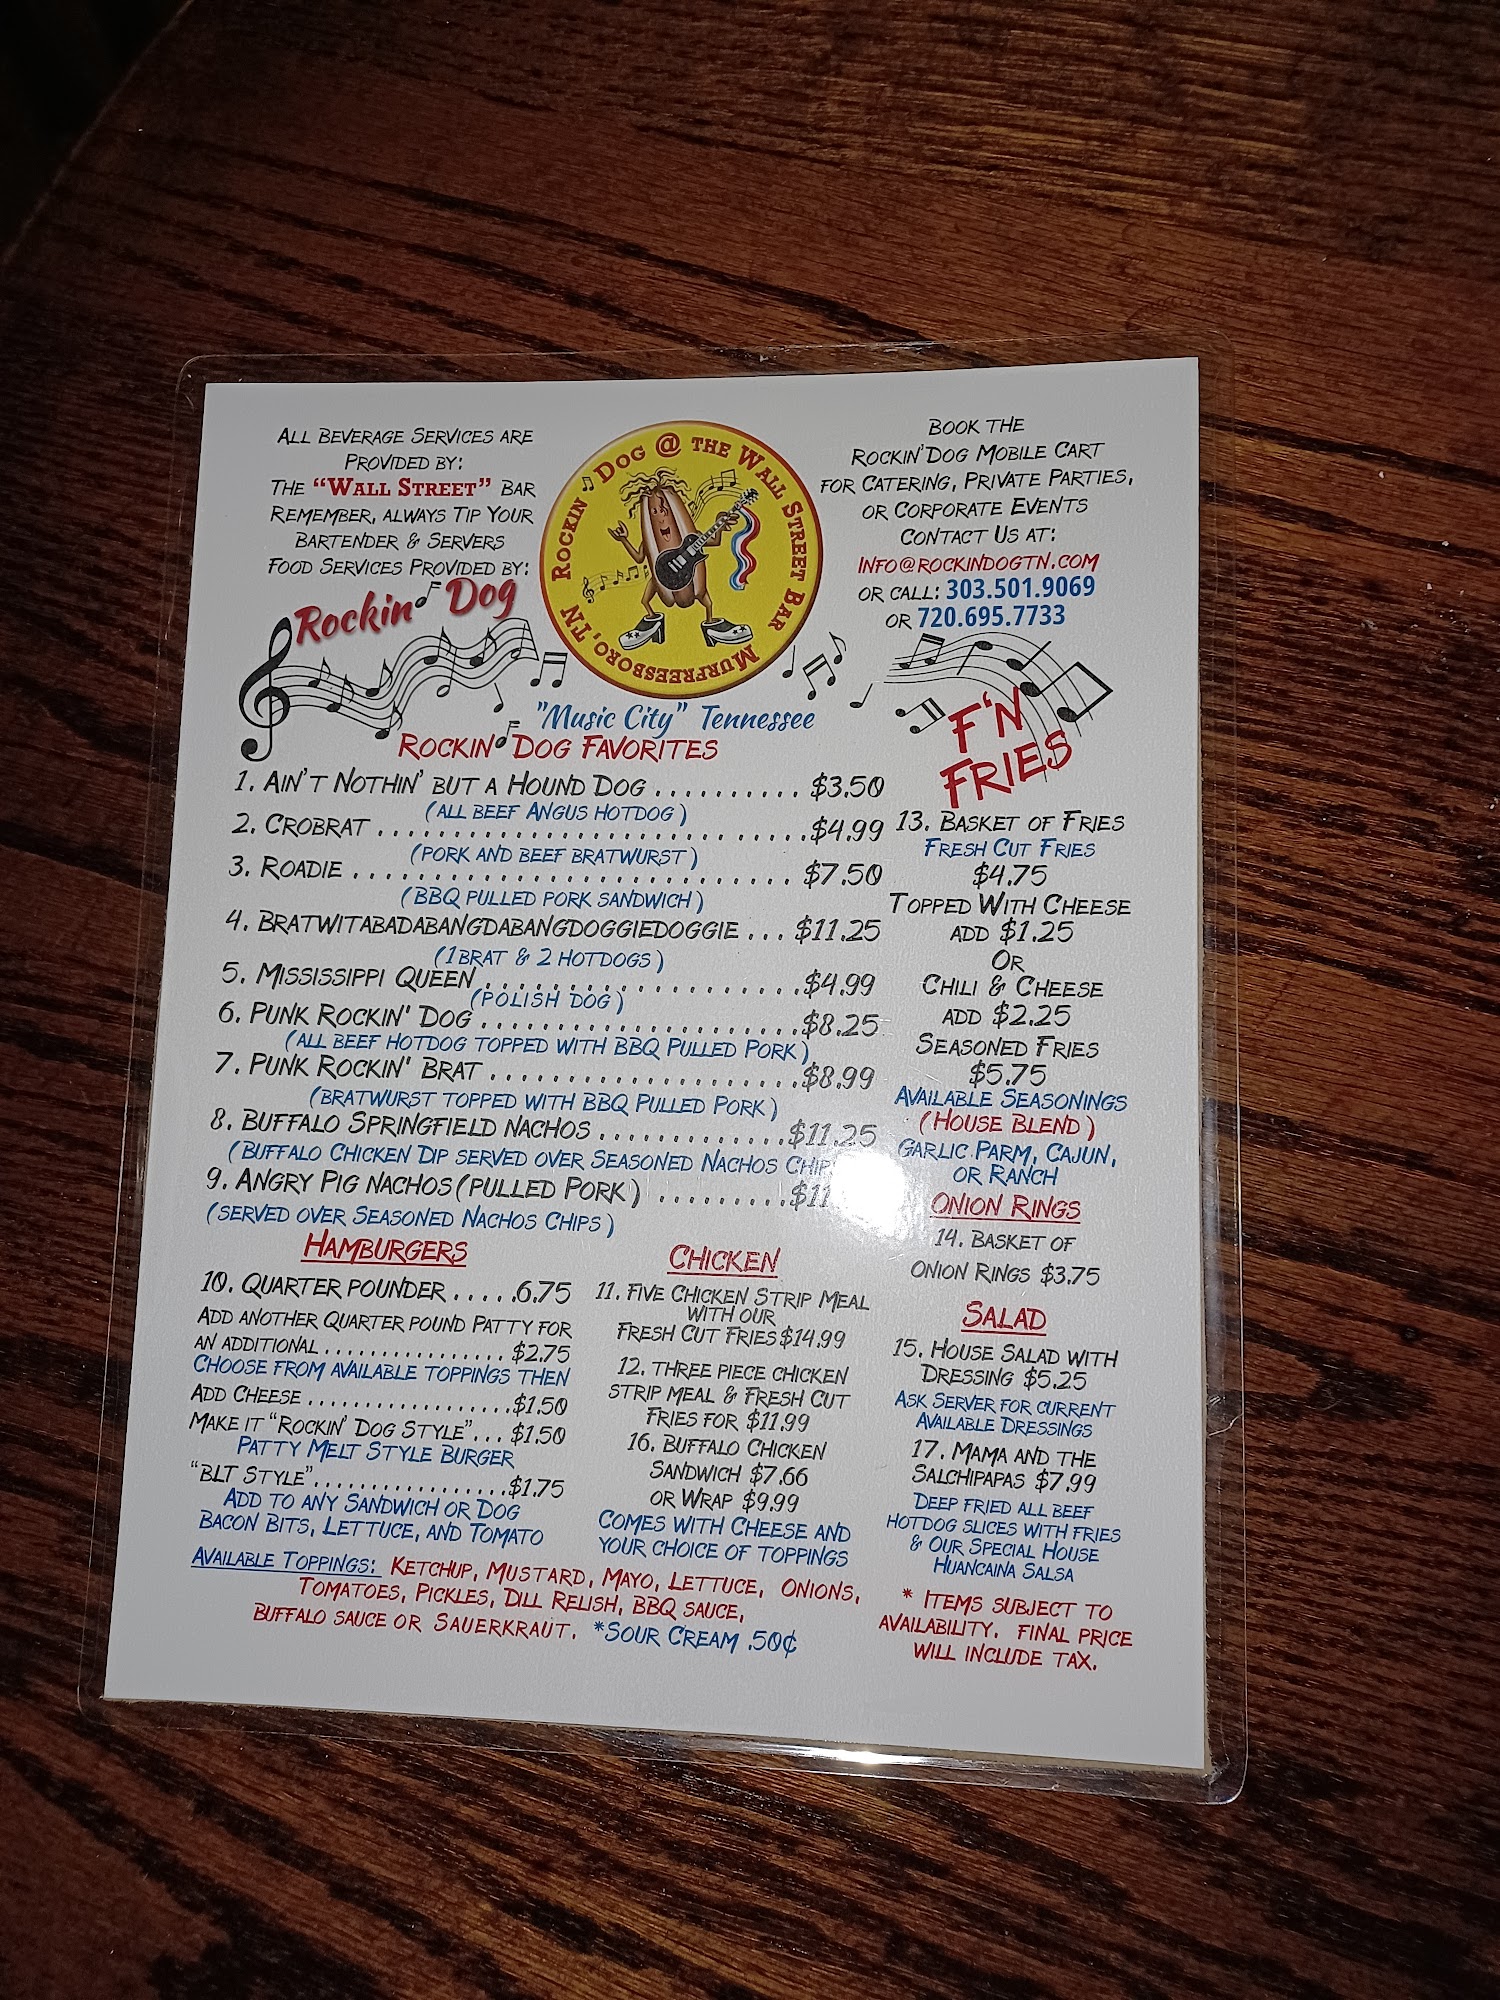 All Beverage Services are
Provided by:
The “Wall Street” Bar
Remember, always Tip Your
Bartender & Servers
Food Services Provided by:
Rockin' Dog
Rockin Dog @ the Wall Street Bar
Murfreesboro, TN
Book the
Rockin'Dog Mobile Cart
for Catering, Private Parties,
or Corporate Events
Contact Us at:
Info@rockindogtn.com
or call: 303.501.9069
or 720.695.7733
"Music City" Tennessee
Rockin' Dog Favorites
1. Ain't Nothin' but a Hound Dog .......... $3.50
(all beef Angus hotdog)
2. Crobrat ............................ $4.99
(pork and beef bratwurst)
3. Roadie ............................. $7.50
(BBQ pulled pork sandwich)
4. Bratwitabadabangdabangdoggiedoggie ... $11.25
(1 brat & 2 hotdogs)
5. Mississippi Queen .................... $4.99
(polish dog)
6. Punk Rockin' Dog .................... $8.25
(all beef hotdog topped with BBQ Pulled Pork)
7. Punk Rockin' Brat .................... $8.99
(bratwurst topped with BBQ Pulled Pork)
8. Buffalo Springfield nachos ............. $11.25
(Buffalo Chicken Dip served over Seasoned Nachos
9. Angry Pig nachos (pulled Pork) .........
(served over Seasoned Nachos Chips)
Hamburgers
10. Quarter pounder .....6.75
Add another Quarter pound Patty for
an additional ................ $2.75
Choose from available toppings then
Add Cheese ..................$1.50
Make it “Rockin' Dog Style”... $1.50
Patty Melt Style Burger
“BLT Style”.................$1.75
Add to any Sandwich or Dog
Bacon Bits, Lettuce, and Tomato
Chicken
11. Five Chicken Strip Meal
with our
Fresh Cut Fries $14.99
12. three piece chicken
strip meal & Fresh Cut
Fries for $11.99
16. Buffalo Chicken
Sandwich $7.66
or Wrap $9.99
Comes with Cheese and
your choice of toppings
F'N
Fries
13. Basket of Fries
Fresh Cut Fries
$4.75
Topped With Cheese
add $1.25
Or
Chili & Cheese
add $2.25
Seasoned Fries
$5.75
Available Seasonings
(House Blend)
Garlic Parm, Cajun,
or Ranch
Onion Rings
14. Basket of
Onion Rings $3.75
Salad
15. House Salad with
Dressing $5.25
Ask Server for current
Available Dressings
17. Mama and the
Salchipapas $7.99
Deep fried all beef
hotdog slices with fries
& Our Special House
Huancaina Salsa
* Items subject to
availability. Final price
will include tax.
Available Toppings: Ketchup, Mustard, Mayo, Lettuce, Onions,
Tomatoes, Pickles, Dill Relish, BBQ sauce,
buffalo sauce or Sauerkraut. *Sour Cream .50¢